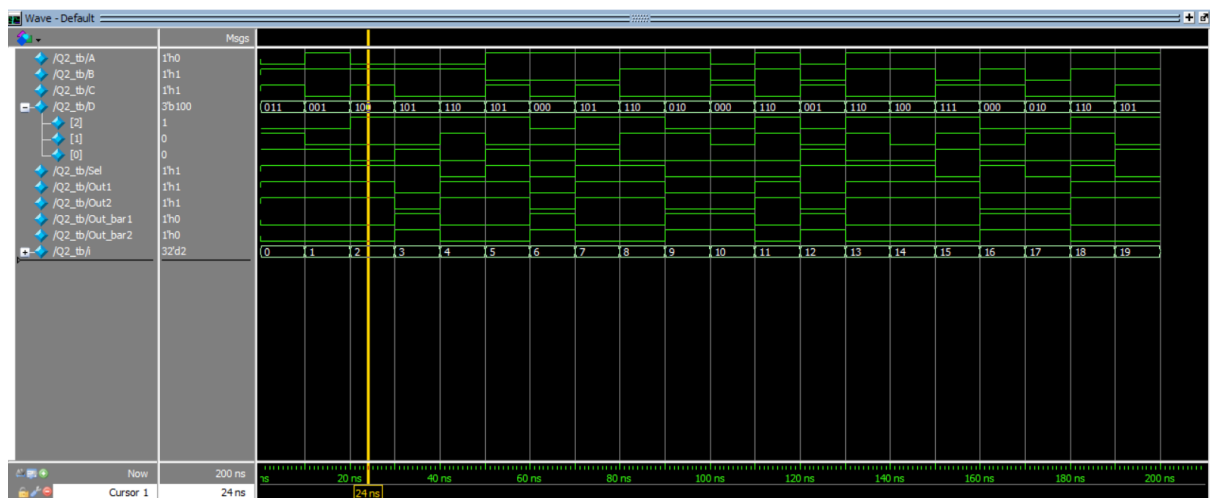 Wave - Default
Msgs
/Q2_tb/A 1'h0
/Q2_tb/B 1'h1
/Q2_tb/C 1'h1
/Q2_tb/D 3'b100 011 001 100 101 110 101 000 101 110 010 000 110 001 110 100 111 000 010 110 101
[2] 1
[1] 0
[0] 0
/Q2_tb/Sel 1'h1
/Q2_tb/Out1 1'h1
/Q2_tb/Out2 1'h1
/Q2_tb/Out_bar1 1'h0
/Q2_tb/Out_bar2 1'h0
/Q2_tb/i 32'd2 0 1 2 3 4 5 6 7 8 9 10 11 12 13 14 15 16 17 18 19
Now 200 ns ns 20 ns 40 ns 60 ns 80 ns 100 ns 120 ns 140 ns 160 ns 180 ns 200 ns
Cursor 1 24 ns 24 ns